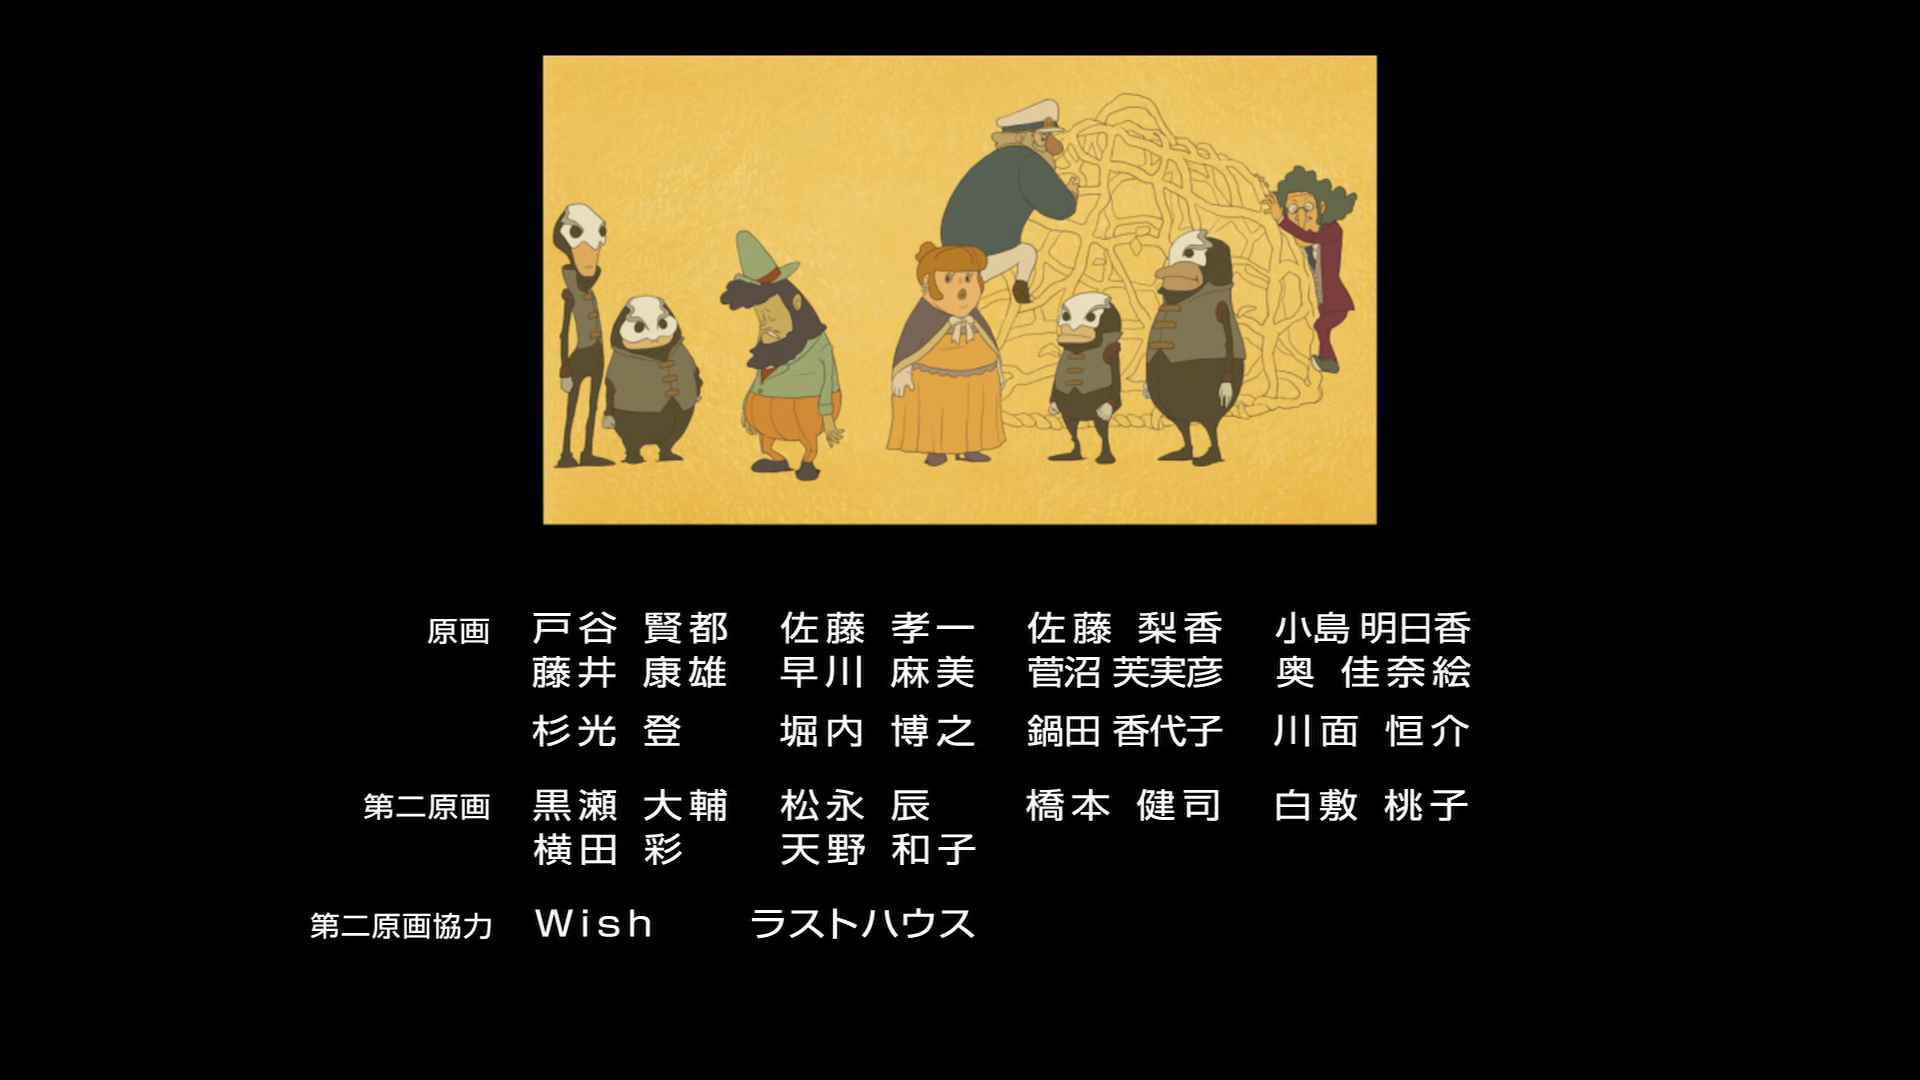 原画 戸谷 賢都 佐藤 孝一 佐藤 梨香 小島 明日香
藤井 康雄 早川 麻美 菅沼 芙実彦 奥 佳奈絵
杉光 登 堀内 博之 鍋田 香代子 川面 恒介
第二原画 黒瀬 大輔 松永 辰 橋本 健司 白敷 桃子
横田 彩 天野 和子
第二原画協力 Wish ラストハウス